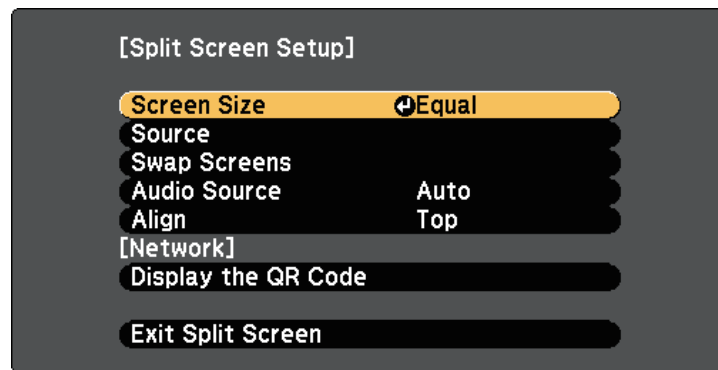 [Split Screen Setup]
Screen Size Equal
Source
Swap Screens
Audio Source Auto
Align Top
[Network]
Display the QR Code
Exit Split Screen